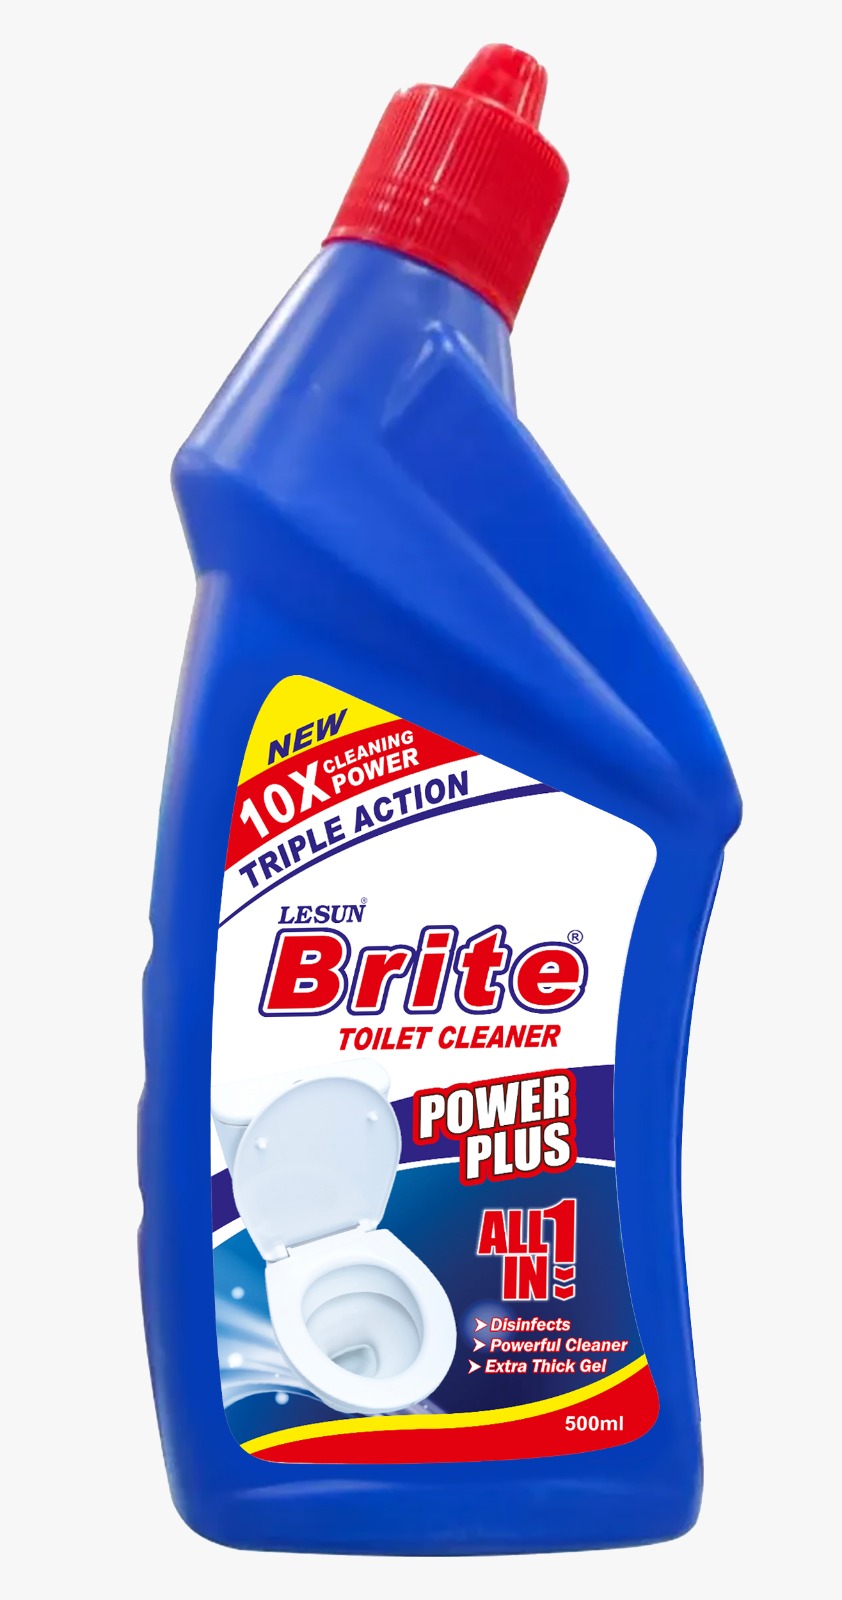 NEW
10X CLEANING POWER
TRIPLE ACTION
LESUN®
Brite®
TOILET CLEANER
POWER
PLUS
ALL
IN 1
Disinfects
Powerful Cleaner
Extra Thick Gel
500ml